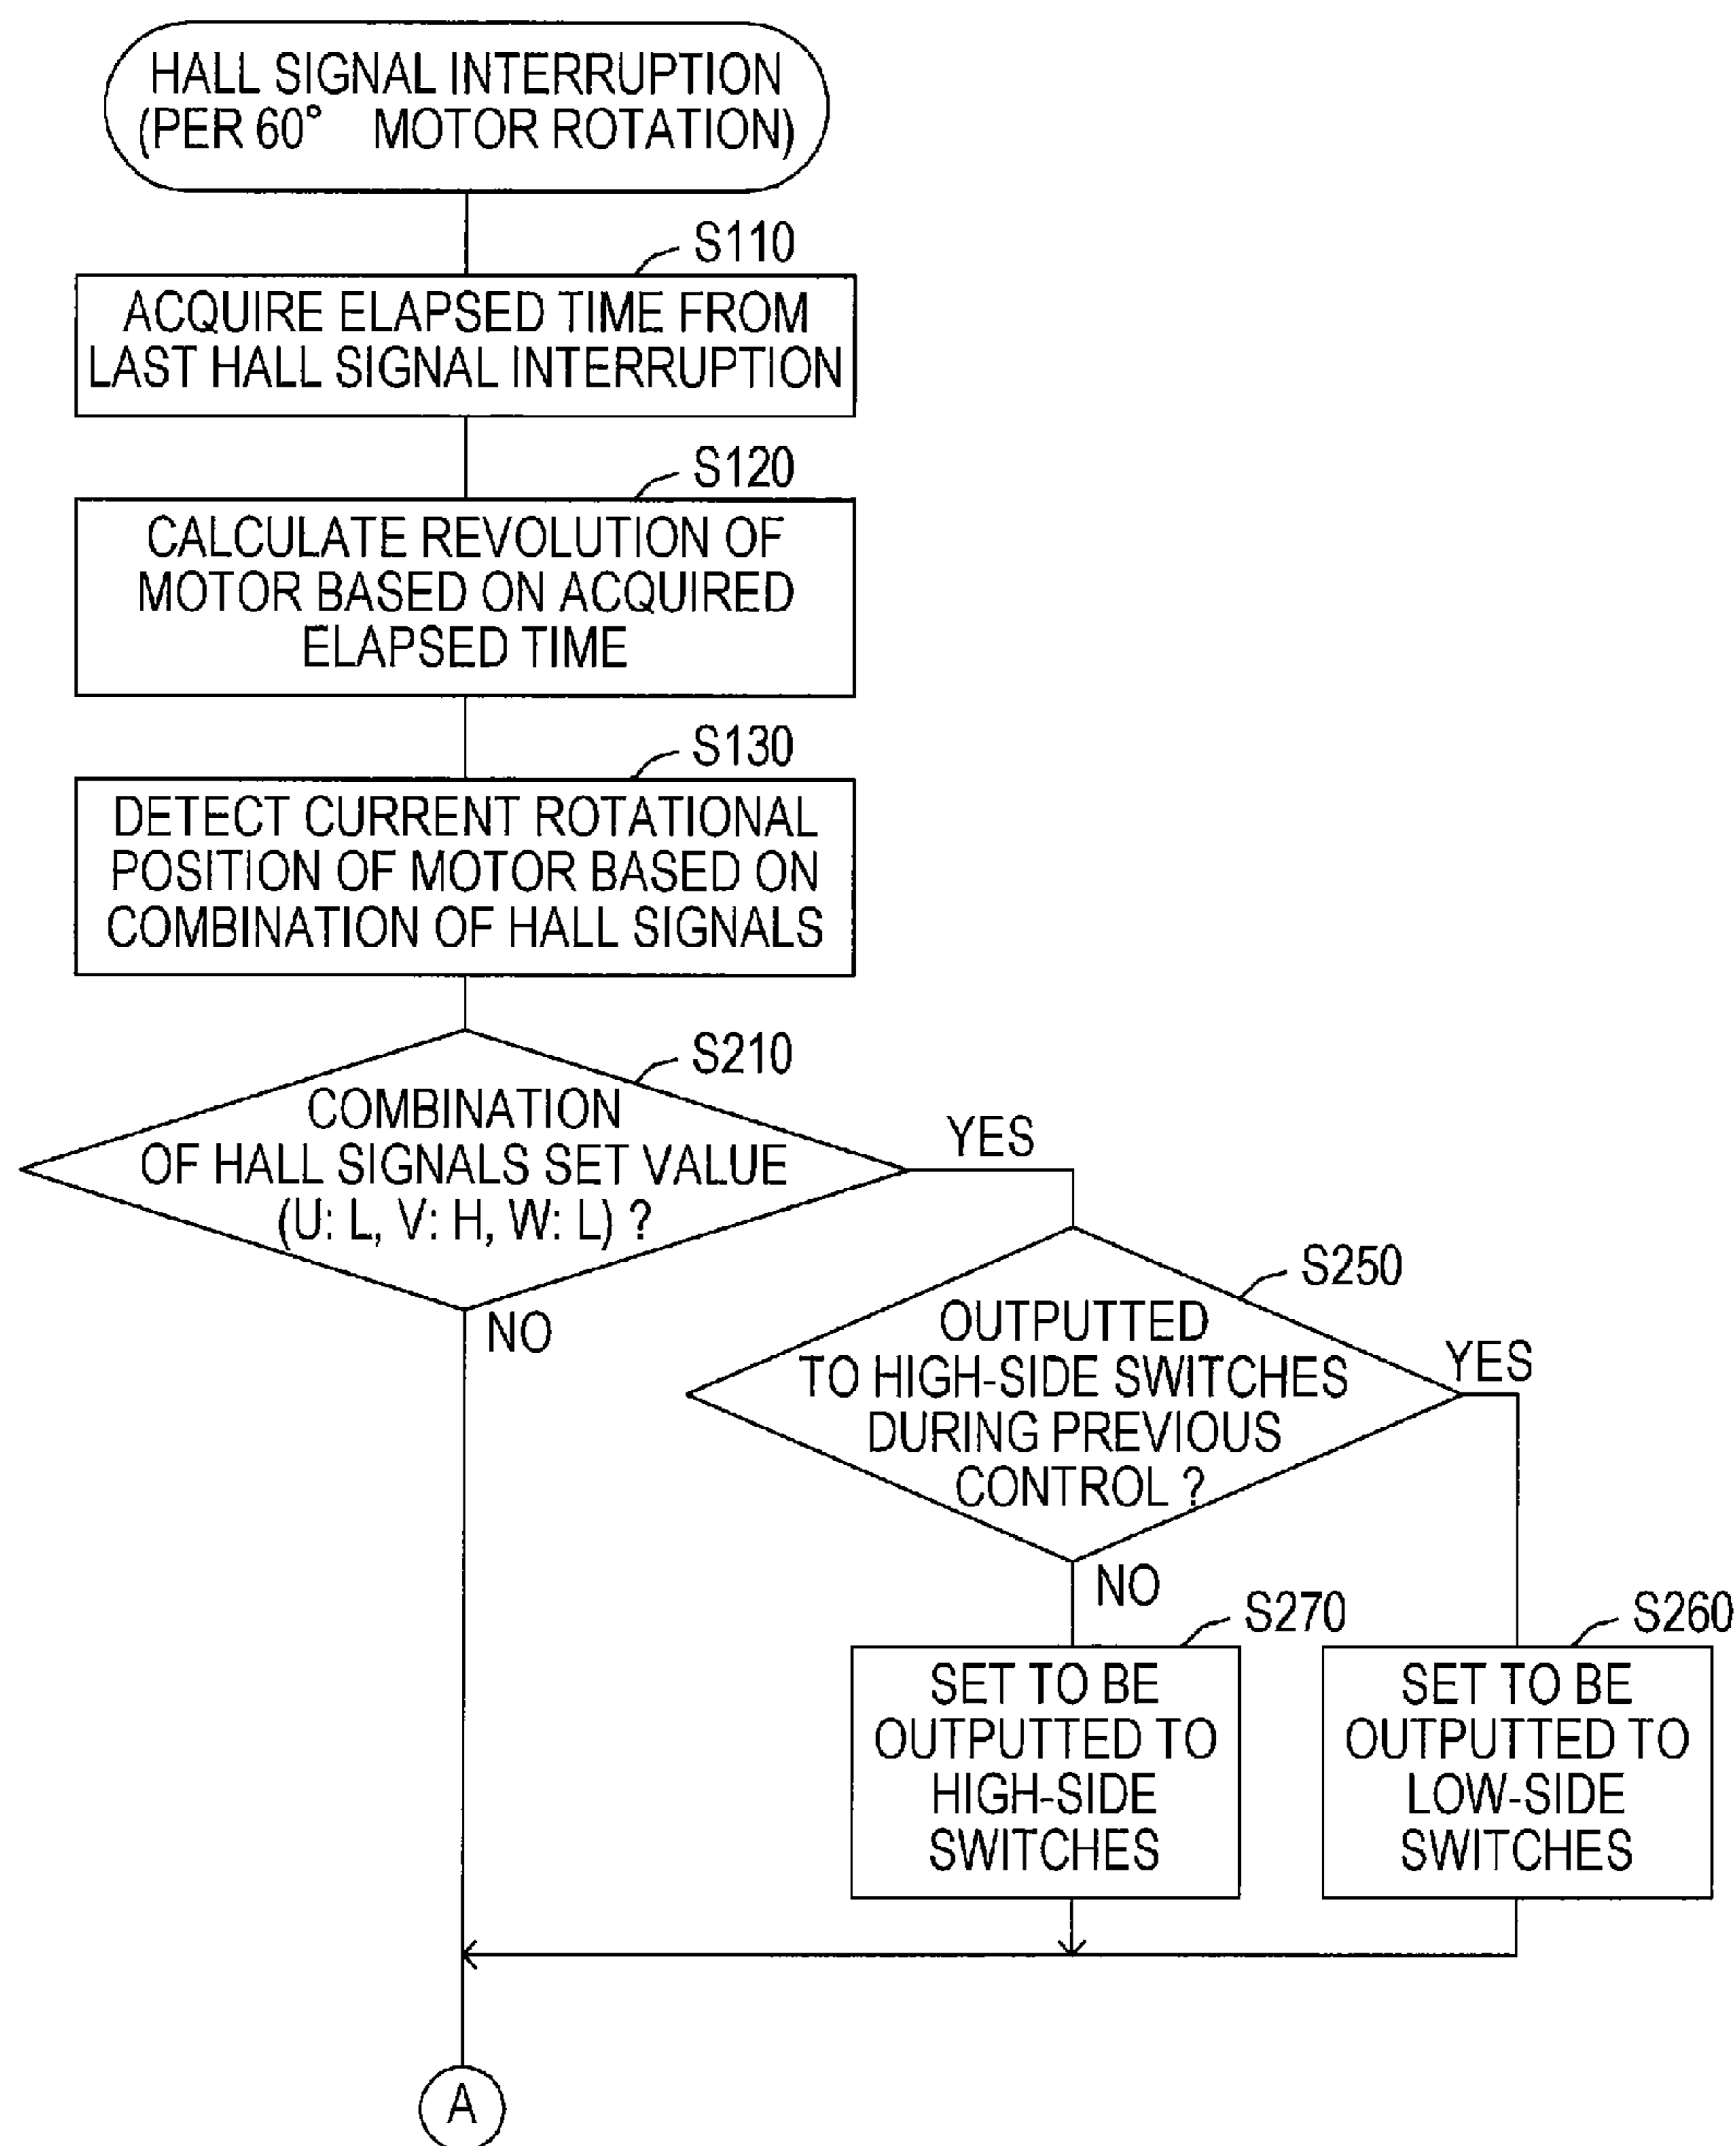 HALL SIGNAL INTERRUPTION
(PER 60° MOTOR ROTATION)
S110
ACQUIRE ELAPSED TIME FROM
LAST HALL SIGNAL INTERRUPTION
S120
CALCULATE REVOLUTION OF
MOTOR BASED ON ACQUIRED
ELAPSED TIME
S130
DETECT CURRENT ROTATIONAL
POSITION OF MOTOR BASED ON
COMBINATION OF HALL SIGNALS
S210
COMBINATION
OF HALL SIGNALS SET VALUE
(U: L, V: H, W: L) ?
YES
NO
S250
OUTPUTTED
TO HIGH-SIDE SWITCHES
DURING PREVIOUS
CONTROL ?
YES
NO
S270
SET TO BE
OUTPUTTED TO
HIGH-SIDE
SWITCHES
S260
SET TO BE
OUTPUTTED TO
LOW-SIDE
SWITCHES
A